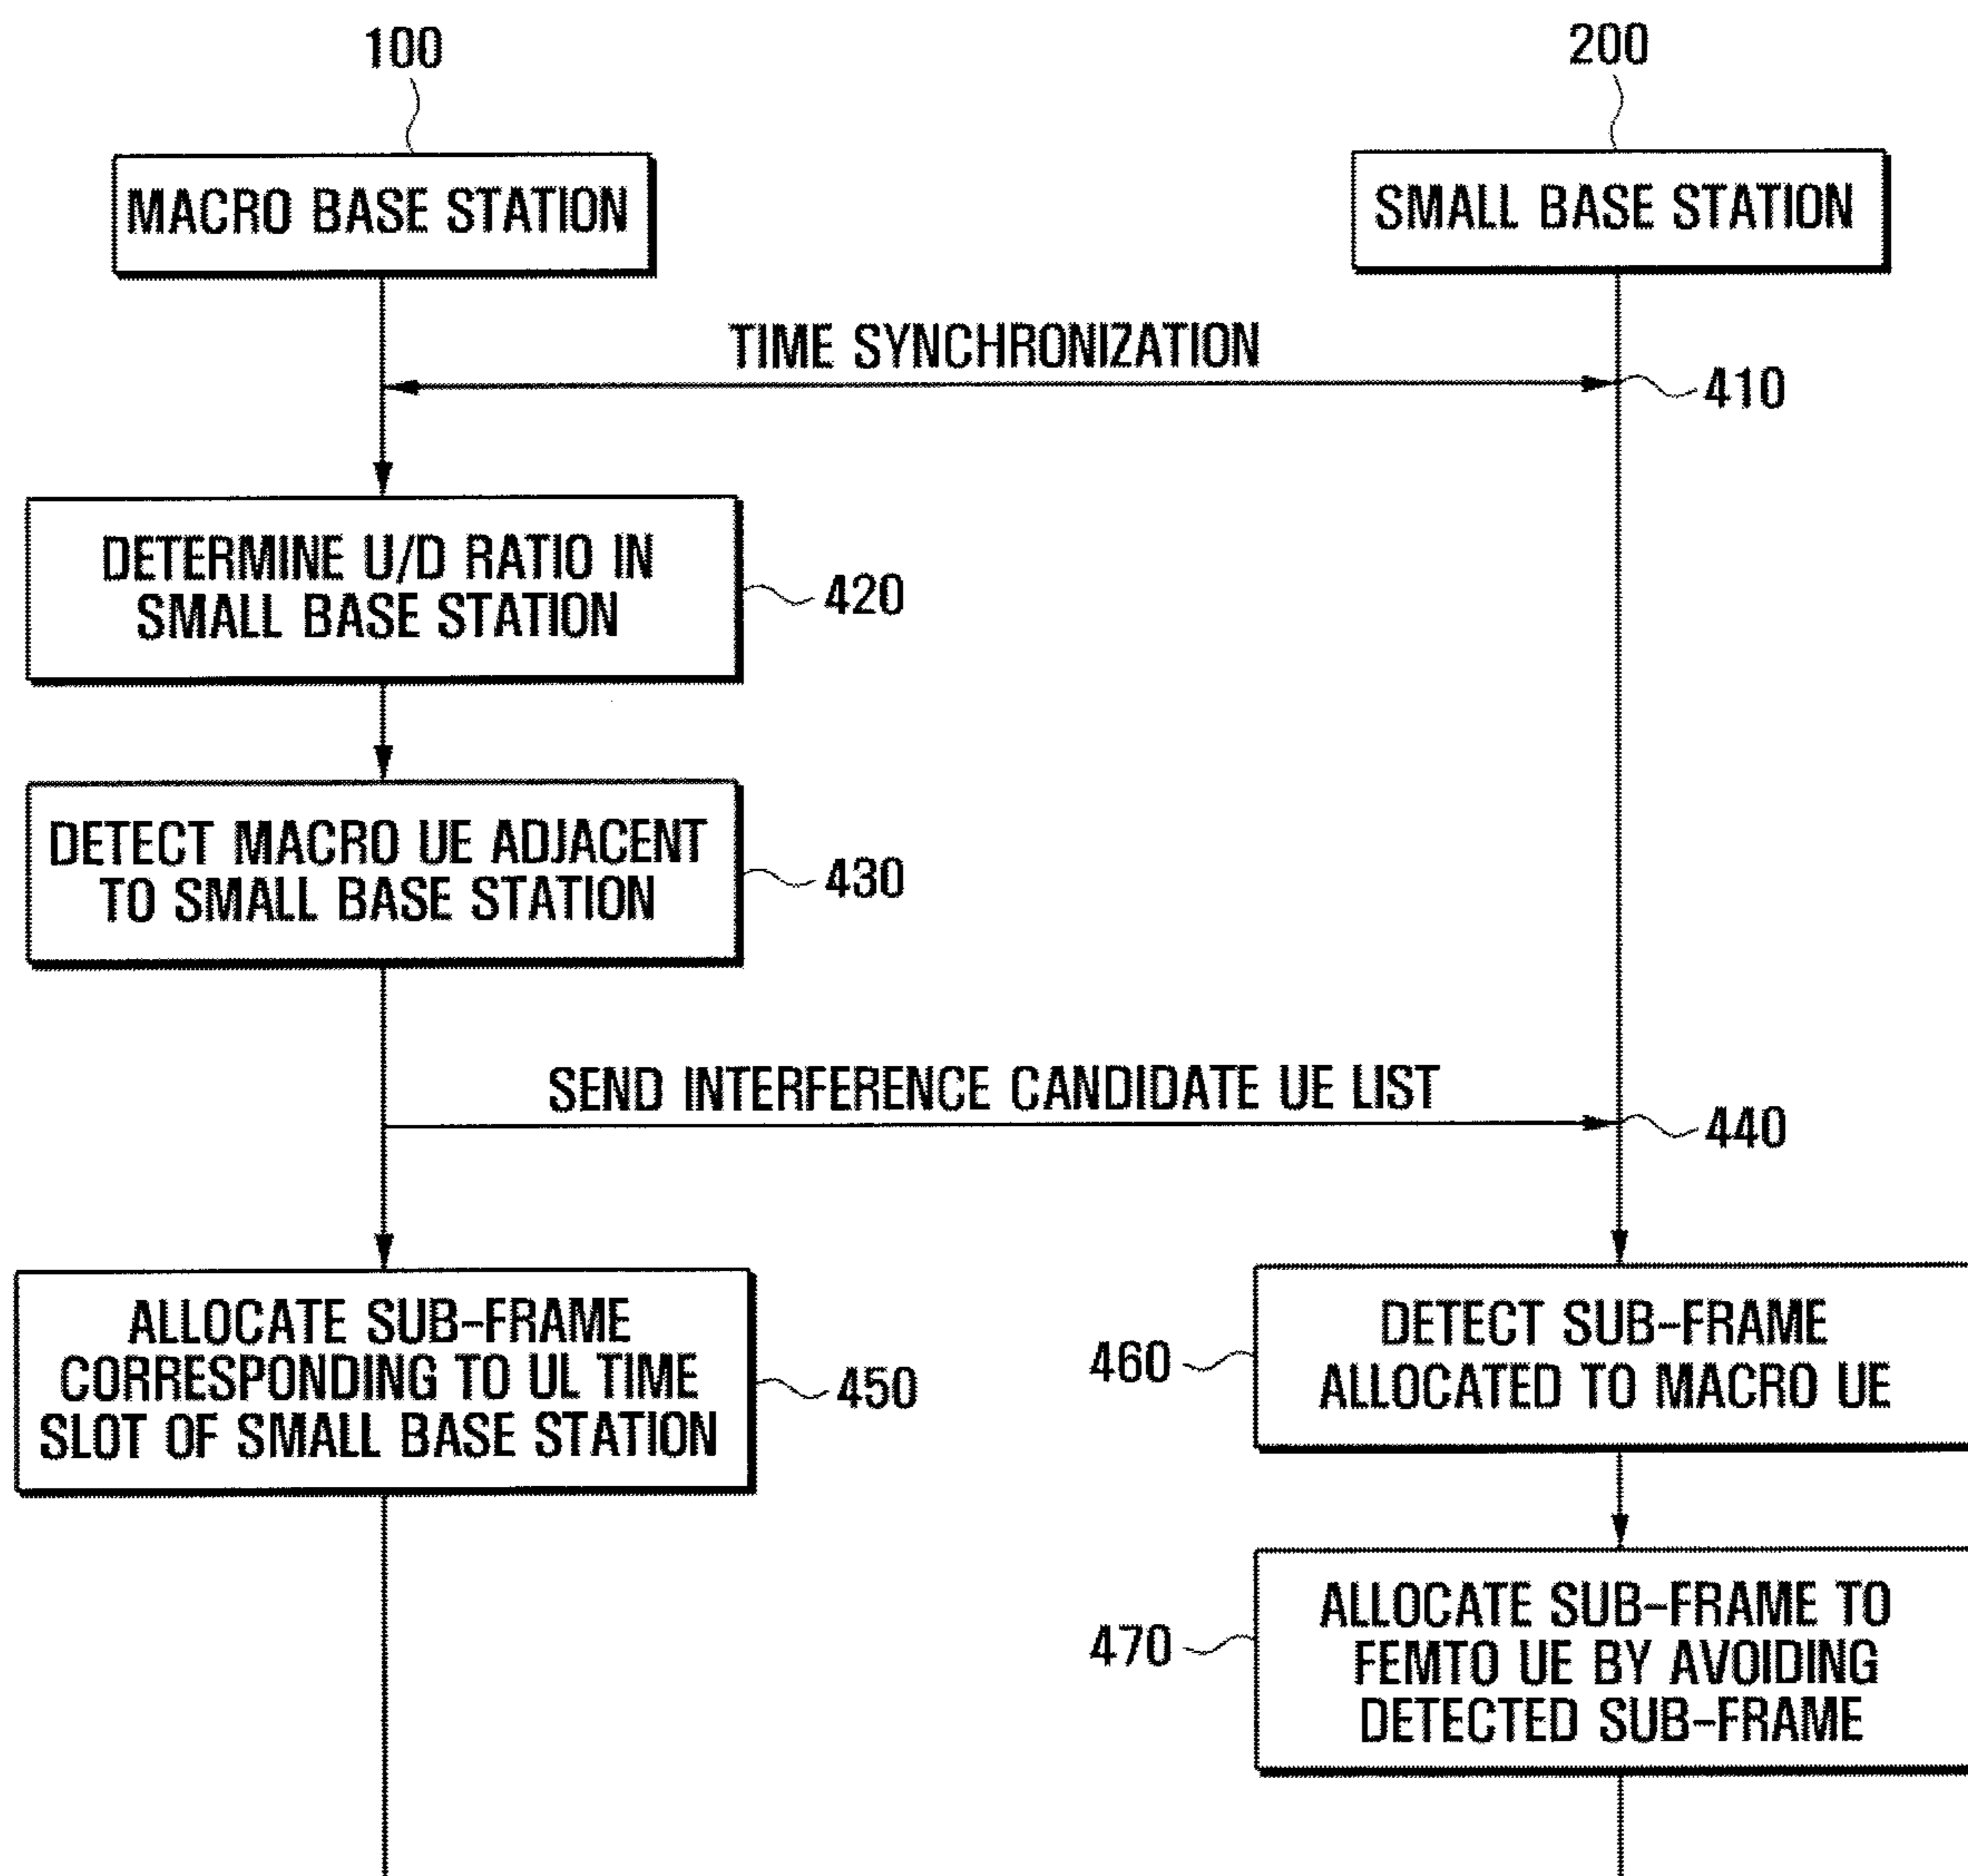 100
200
MACRO BASE STATION
SMALL BASE STATION
TIME SYNCHRONIZATION
410
DETERMINE U/D RATIO IN
SMALL BASE STATION
420
DETECT MACRO UE ADJACENT
TO SMALL BASE STATION
430
SEND INTERFERENCE CANDIDATE UE LIST
440
ALLOCATE SUB-FRAME
CORRESPONDING TO UL TIME
SLOT OF SMALL BASE STATION
450
460
DETECT SUB-FRAME
ALLOCATED TO MACRO UE
470
ALLOCATE SUB-FRAME TO
FEMTO UE BY AVOIDING
DETECTED SUB-FRAME